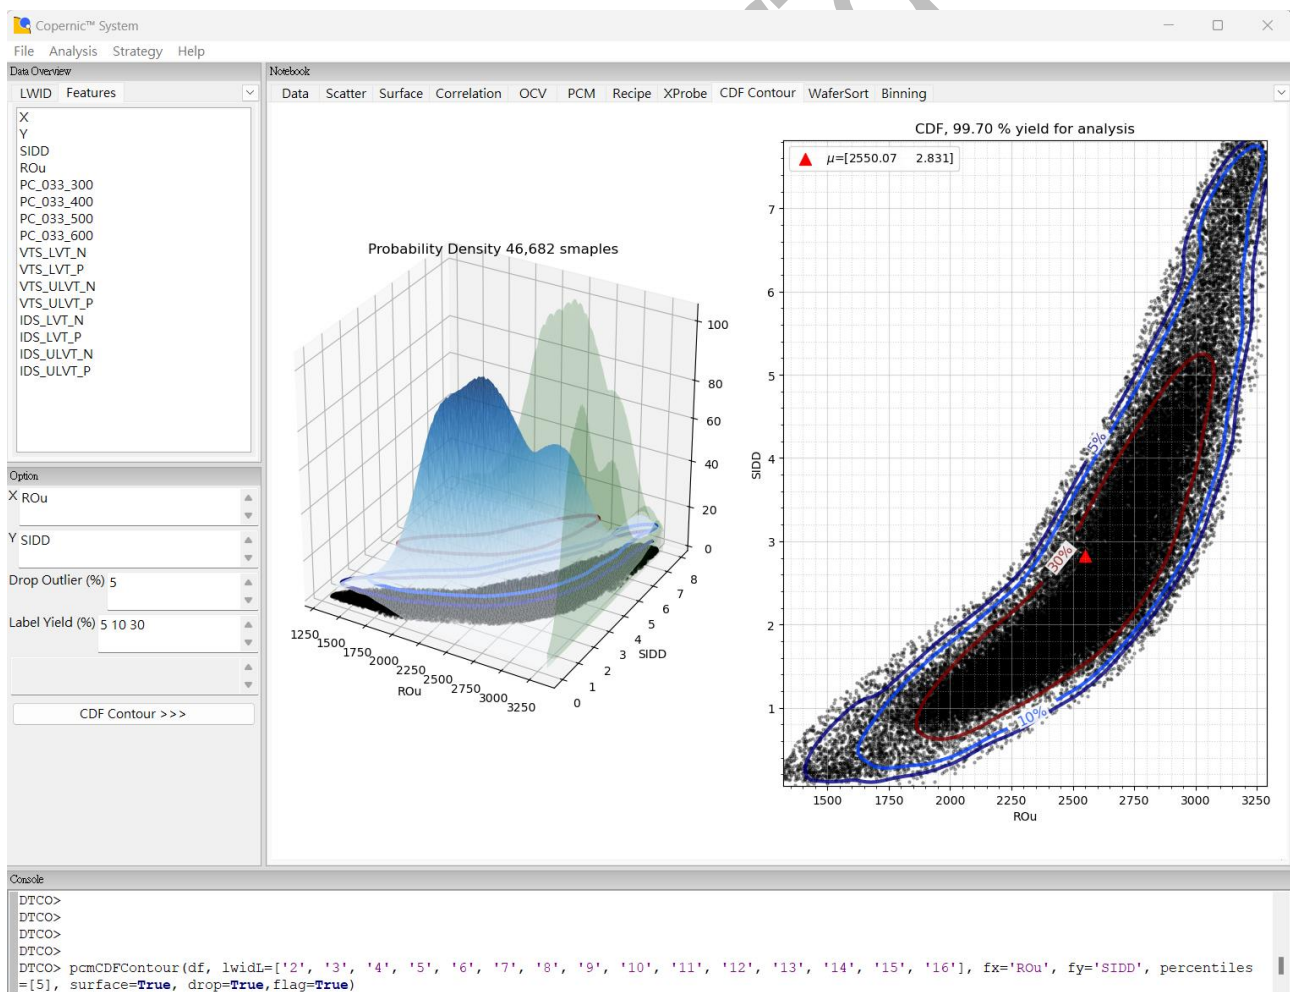 Copernic™ System
File Analysis Strategy Help
Data Overview
LWID Features
X
Y
SIDD
ROu
PC_033_300
PC_033_400
PC_033_500
PC_033_600
VTS_LVT_N
VTS_LVT_P
VTS_ULVT_N
VTS_ULVT_P
IDS_LVT_N
IDS_LVT_P
IDS_ULVT_N
IDS_ULVT_P
Option
X ROu
Y SIDD
Drop Outlier (%) 5
Label Yield (%) 5 10 30
CDF Contour >>>
Notebook
Data Scatter Surface Correlation OCV PCM Recipe XProbe CDF Contour WaferSort Binning
Probability Density 46,682 smaples
100
80
60
40
20
0
8
7
6
5
4
3
2
1
0
SIDD
1250
1500
1750
2000
2250
2500
2750
3000
3250
ROu
CDF, 99.70 % yield for analysis
μ=[2550.07 2.831]
7
6
5
4
3
2
1
SIDD
5%
30%
10%
1500 1750 2000 2250 2500 2750 3000 3250
ROu
Console
DTCO>
DTCO>
DTCO>
DTCO>
DTCO> pcmCDFContour(df, lwidL=['2', '3', '4', '5', '6', '7', '8', '9', '10', '11', '12', '13', '14', '15', '16'], fx='ROu', fy='SIDD', percentiles
=[5], surface=True, drop=True,flag=True)